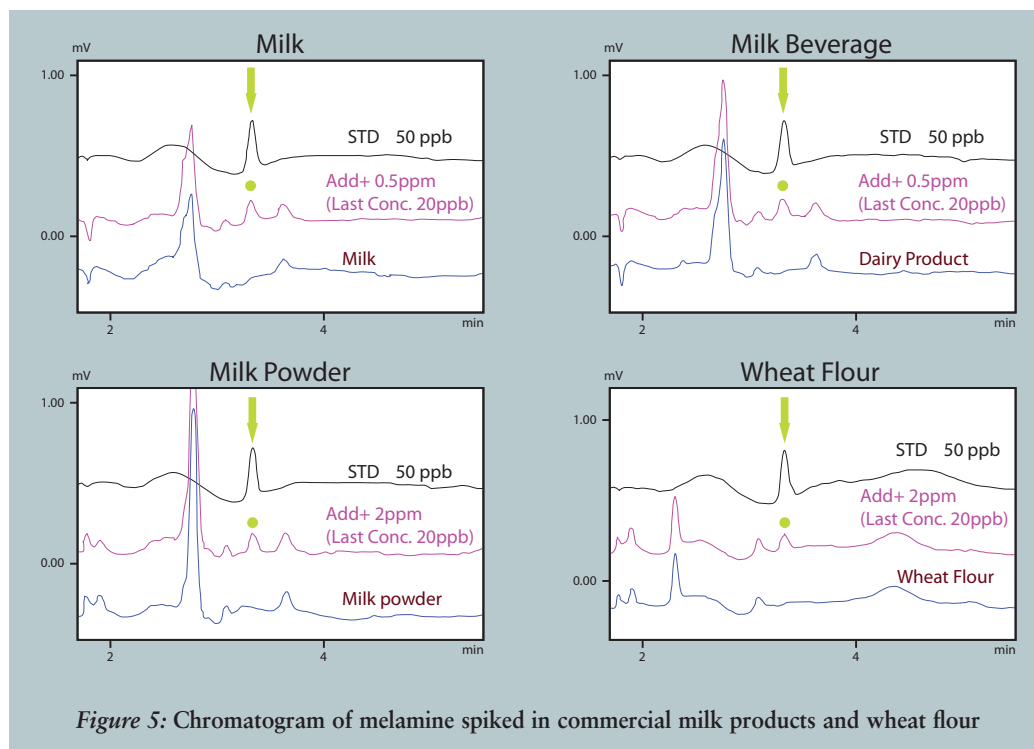 Milk
mV
1.00
0.00
STD 50 ppb
Add+ 0.5ppm
(Last Conc. 20ppb)
Milk
2
4
min
Milk Beverage
mV
1.00
0.00
STD 50 ppb
Add+ 0.5ppm
(Last Conc. 20ppb)
Dairy Product
2
4
min
Milk Powder
mV
1.00
0.00
STD 50 ppb
Add+ 2ppm
(Last Conc. 20ppb)
Milk powder
2
4
min
Wheat Flour
mV
1.00
0.00
STD 50 ppb
Add+ 2ppm
(Last Conc. 20ppb)
Wheat Flour
2
4
min
Figure 5: Chromatogram of melamine spiked in commercial milk products and wheat flour